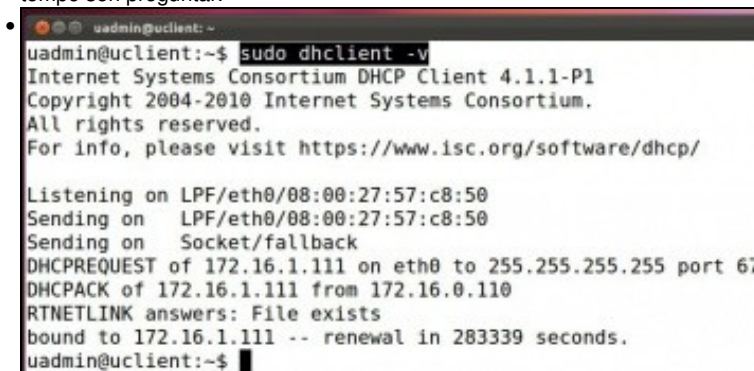 uadmin@uclient: ~
uadmin@uclient:~$ sudo dhclient -v
Internet Systems Consortium DHCP Client 4.1.1-P1
Copyright 2004-2010 Internet Systems Consortium.
All rights reserved.
For info, please visit https://www.isc.org/software/dhcp/
Listening on LPF/eth0/08:00:27:57:c8:50
Sending on   LPF/eth0/08:00:27:57:c8:50
Sending on   Socket/fallback
DHCPREQUEST of 172.16.1.111 on eth0 to 255.255.255.255 port 67
DHCPACK of 172.16.1.111 from 172.16.0.110
RTNETLINK answers: File exists
bound to 172.16.1.111 -- renewal in 283339 seconds.
uadmin@uclient:~$